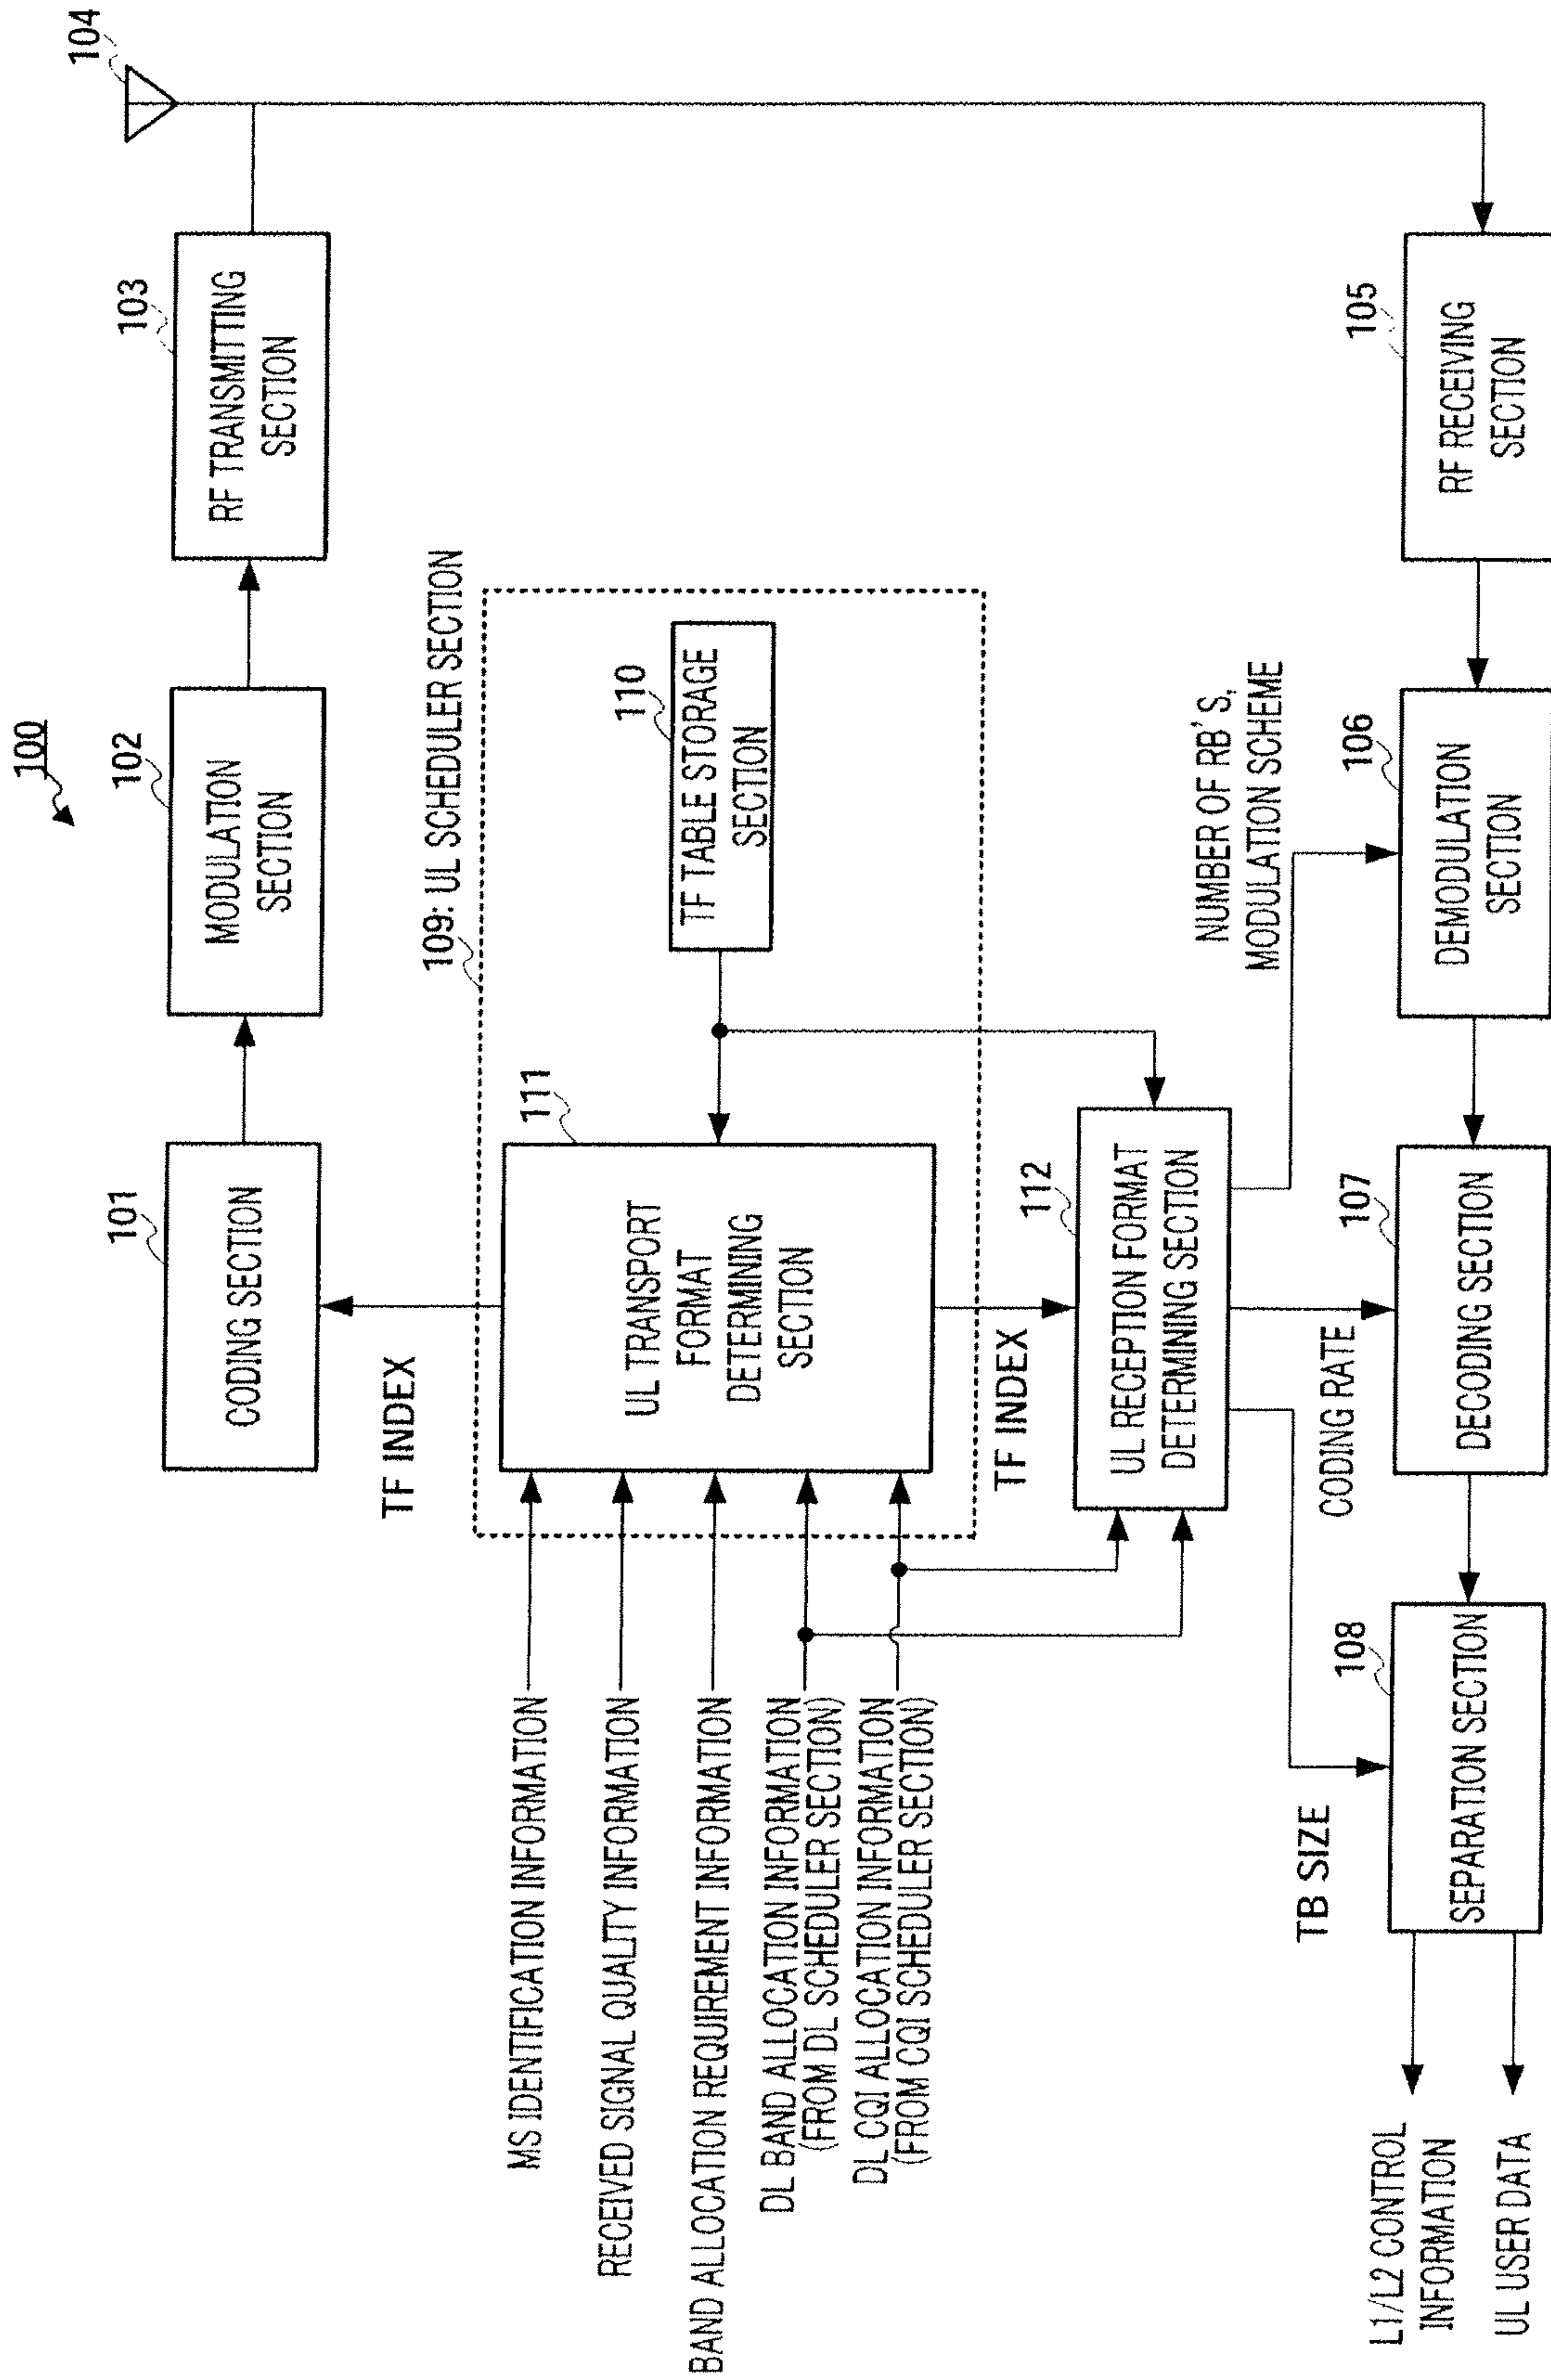 100
101
CODING SECTION
102
MODULATION
SECTION
103
RF TRANSMITTING
SECTION
104
TF INDEX
109: UL SCHEDULER SECTION
MS IDENTIFICATION INFORMATION
RECEIVED SIGNAL QUALITY INFORMATION
BAND ALLOCATION REQUIREMENT INFORMATION
DL BAND ALLOCATION INFORMATION
(FROM DL SCHEDULER SECTION)
DL CQI ALLOCATION INFORMATION
(FROM CQI SCHEDULER SECTION)
111
UL TRANSPORT
FORMAT
DETERMINING
SECTION
110
TF TABLE STORAGE
SECTION
TF INDEX
112
UL RECEPTION FORMAT
DETERMINING SECTION
NUMBER OF RB'S,
MODULATION SCHEME
TB SIZE
CODING RATE
L1/L2 CONTROL
INFORMATION
UL USER DATA
108
SEPARATION SECTION
107
DECODING SECTION
106
DEMODULATION
SECTION
105
RF RECEIVING
SECTION